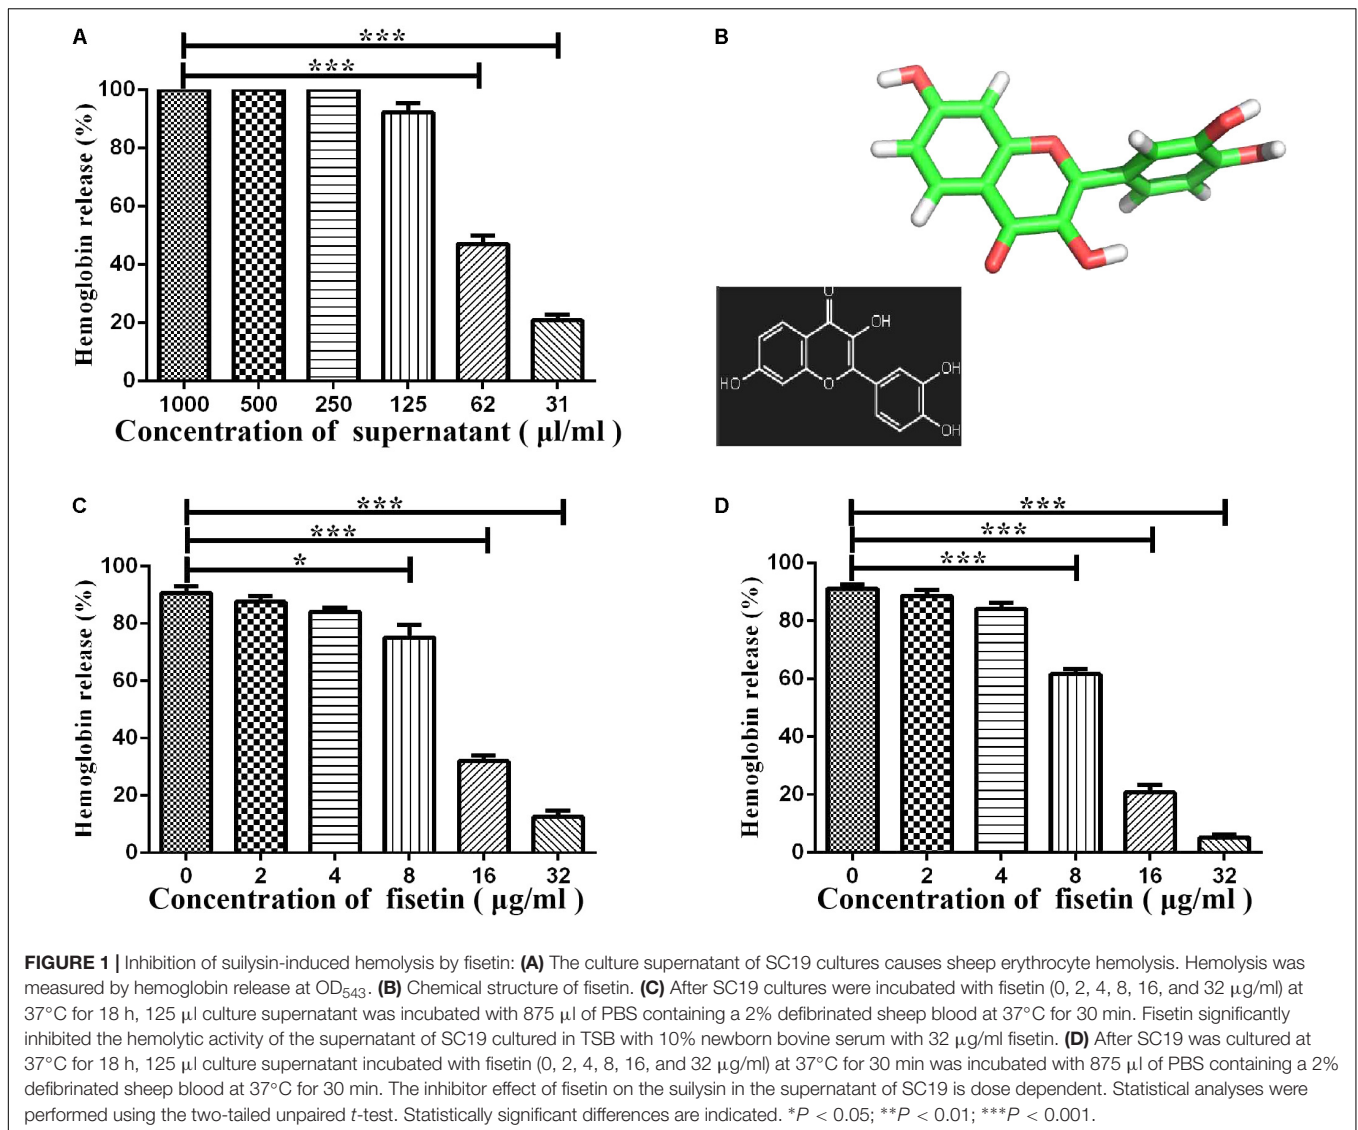 A
***
***
100
80
60
40
20
0
Hemoglobin release (%)
1000 500 250 125 62 31
Concentration of supernatant ( µl/ml )
B
O
OH
HO
O
OH
OH
C
***
***
*
100
80
60
40
20
0
Hemoglobin release (%)
0 2 4 8 16 32
Concentration of fisetin ( µg/ml )
D
***
***
***
100
80
60
40
20
0
Hemoglobin release (%)
0 2 4 8 16 32
Concentration of fisetin ( µg/ml )
FIGURE 1 | Inhibition of suilysin-induced hemolysis by fisetin: (A) The culture supernatant of SC19 cultures causes sheep erythrocyte hemolysis. Hemolysis was
measured by hemoglobin release at OD543. (B) Chemical structure of fisetin. (C) After SC19 cultures were incubated with fisetin (0, 2, 4, 8, 16, and 32 µg/ml) at
37°C for 18 h, 125 µl culture supernatant was incubated with 875 µl of PBS containing a 2% defibrinated sheep blood at 37°C for 30 min. Fisetin significantly
inhibited the hemolytic activity of the supernatant of SC19 cultured in TSB with 10% newborn bovine serum with 32 µg/ml fisetin. (D) After SC19 was cultured at
37°C for 18 h, 125 µl culture supernatant incubated with fisetin (0, 2, 4, 8, 16, and 32 µg/ml) at 37°C for 30 min was incubated with 875 µl of PBS containing a 2%
defibrinated sheep blood at 37°C for 30 min. The inhibitor effect of fisetin on the suilysin in the supernatant of SC19 is dose dependent. Statistical analyses were
performed using the two-tailed unpaired t-test. Statistically significant differences are indicated. *P < 0.05; **P < 0.01; ***P < 0.001.